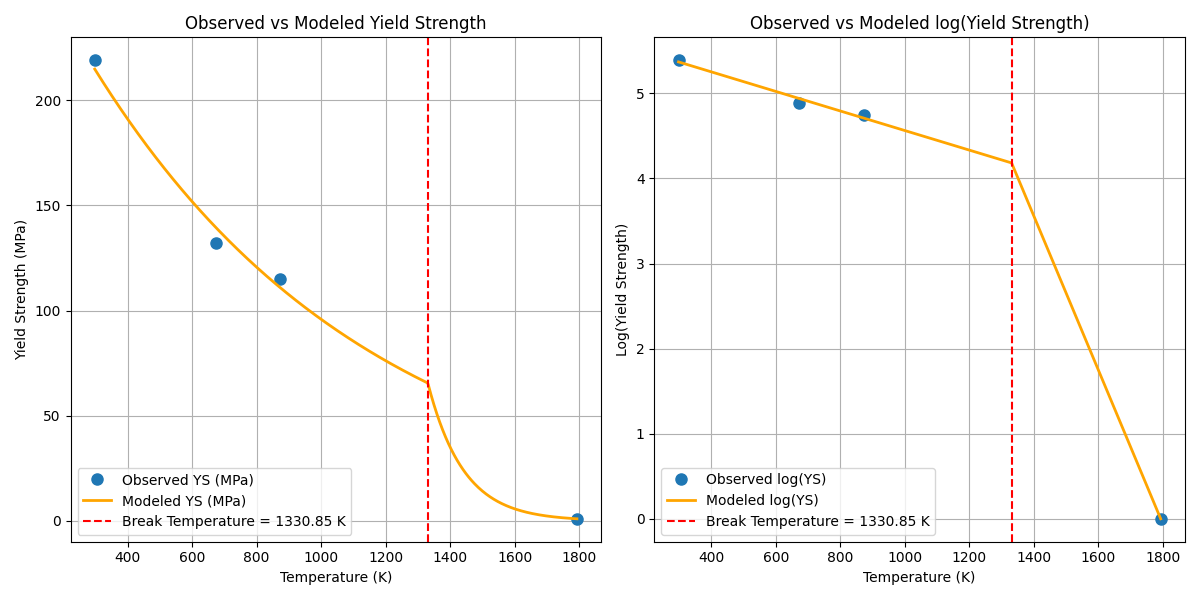 Observed vs Modeled Yield Strength
Yield Strength (MPa)
200
150
100
50
0
Observed YS (MPa)
Modeled YS (MPa)
Break Temperature = 1330.85 K
400 600 800 1000 1200 1400 1600 1800
Temperature (K)
Observed vs Modeled log(Yield Strength)
Log(Yield Strength)
5
4
3
2
1
0
Observed log(YS)
Modeled log(YS)
Break Temperature = 1330.85 K
400 600 800 1000 1200 1400 1600 1800
Temperature (K)